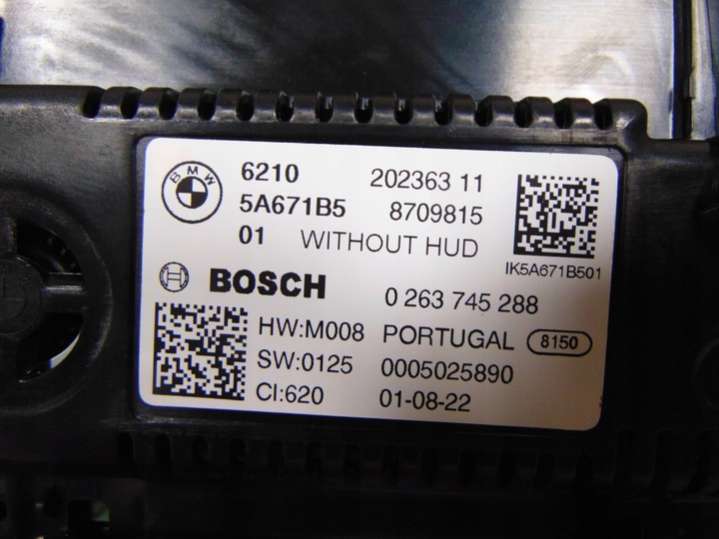 BMW
6210 202363 11
5A671B5 8709815
01 WITHOUT HUD
IK5A671B501
BOSCH 0 263 745 288
HW:M008 PORTUGAL 8150
SW:0125 0005025890
CI:620 01-08-22